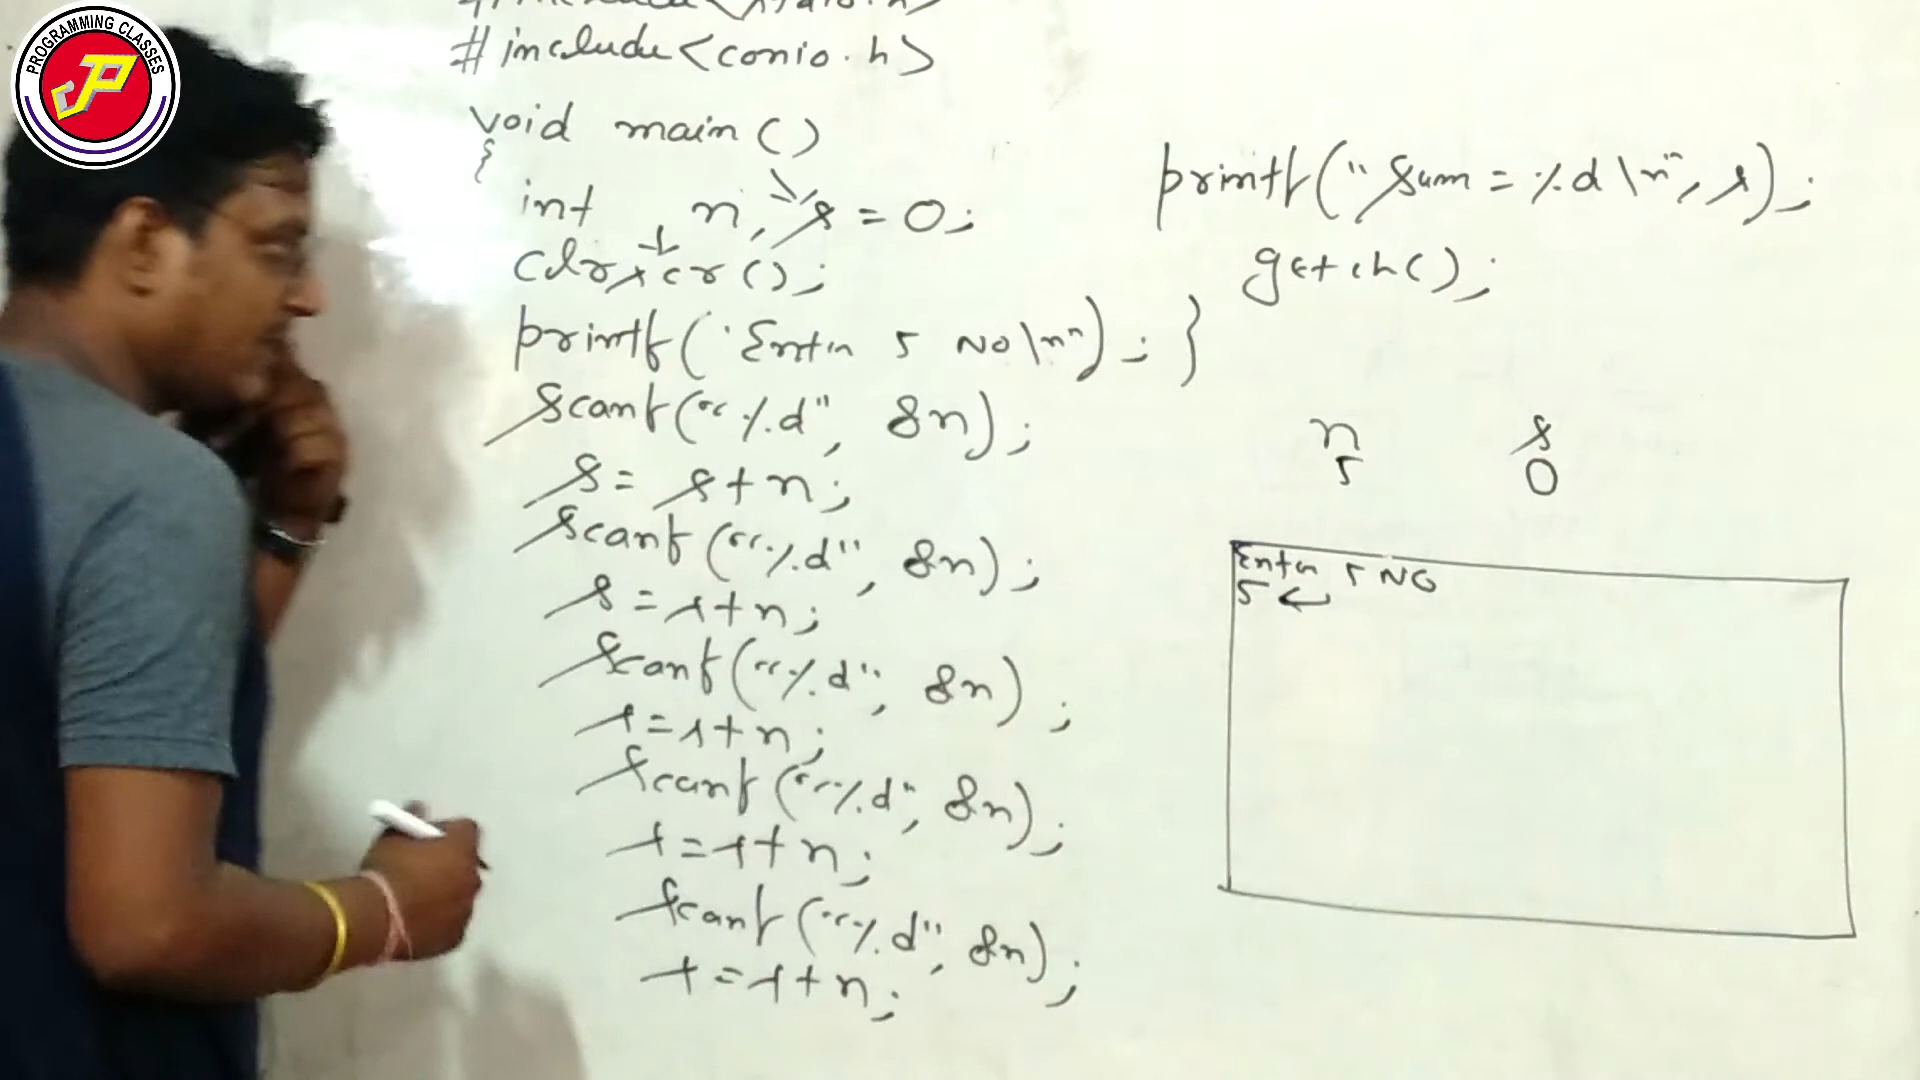 PROGRAMMING CLASSES
JP
#include<conio.h>
void main()
{
int n, s = 0;
clrscr();
printf("Enter 5 No\n");
scanf("%d", &n);
s = s+n;
scanf("%d", &n);
s = s+n;
scanf("%d", &n);
s = s+n;
scanf("%d", &n);
s = s+n;
scanf("%d", &n);
s = s+n;
printf("Sum = %d\n", s);
getch();
}
n s
5 0
Enter 5 NO
5 ↵